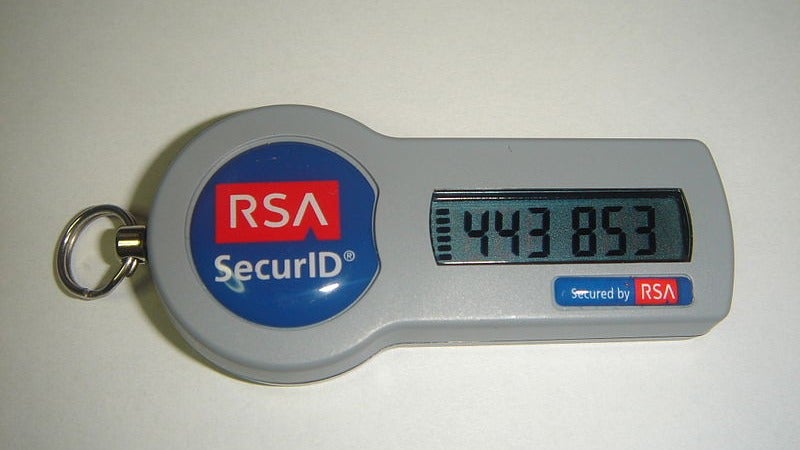 RSA
SecurID®
443 853
Secured by RSA